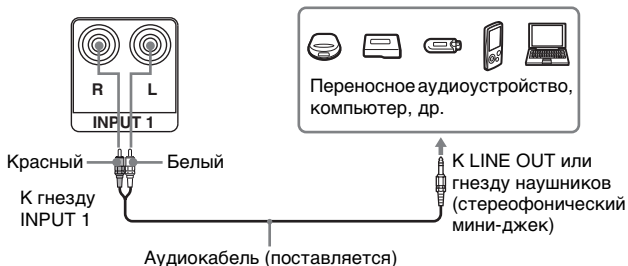 R L
INPUT 1
Переносное аудиоустройство,
компьютер, др.
Красный
Белый
К гнезду
INPUT 1
К LINE OUT или
гнезду наушников
(стереофонический
мини-джек)
Аудиокабель (поставляется)